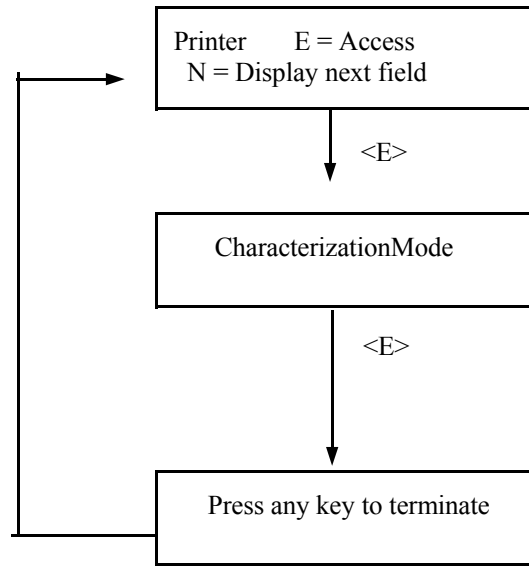 Printer E = Access
N = Display next field
<E>
CharacterizationMode
<E>
Press any key to terminate